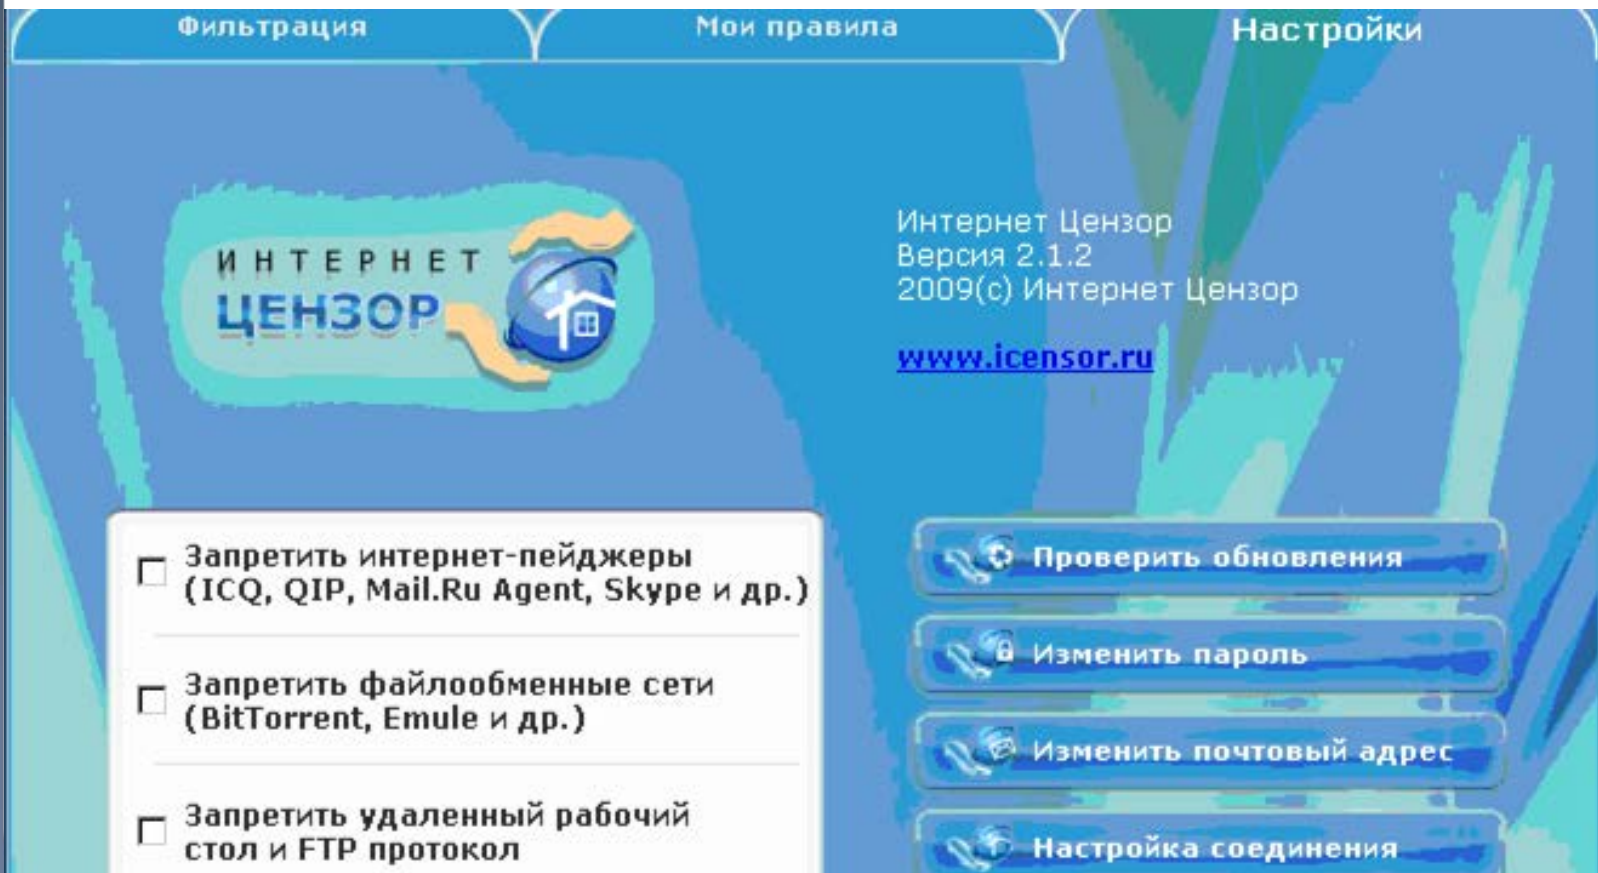 Фильтрация
Мои правила
Настройки
ИНТЕРНЕТ
ЦЕНЗОР
Интернет Цензор
Версия 2.1.2
2009(c) Интернет Цензор
www.icensor.ru
Запретить интернет-пейджеры
(ICQ, QIP, Mail.Ru Agent, Skype и др.)
Запретить файлообменные сети
(BitTorrent, Emule и др.)
Запретить удаленный рабочий
стол и FTP протокол
Проверить обновления
Изменить пароль
Изменить почтовый адрес
Настройка соединения